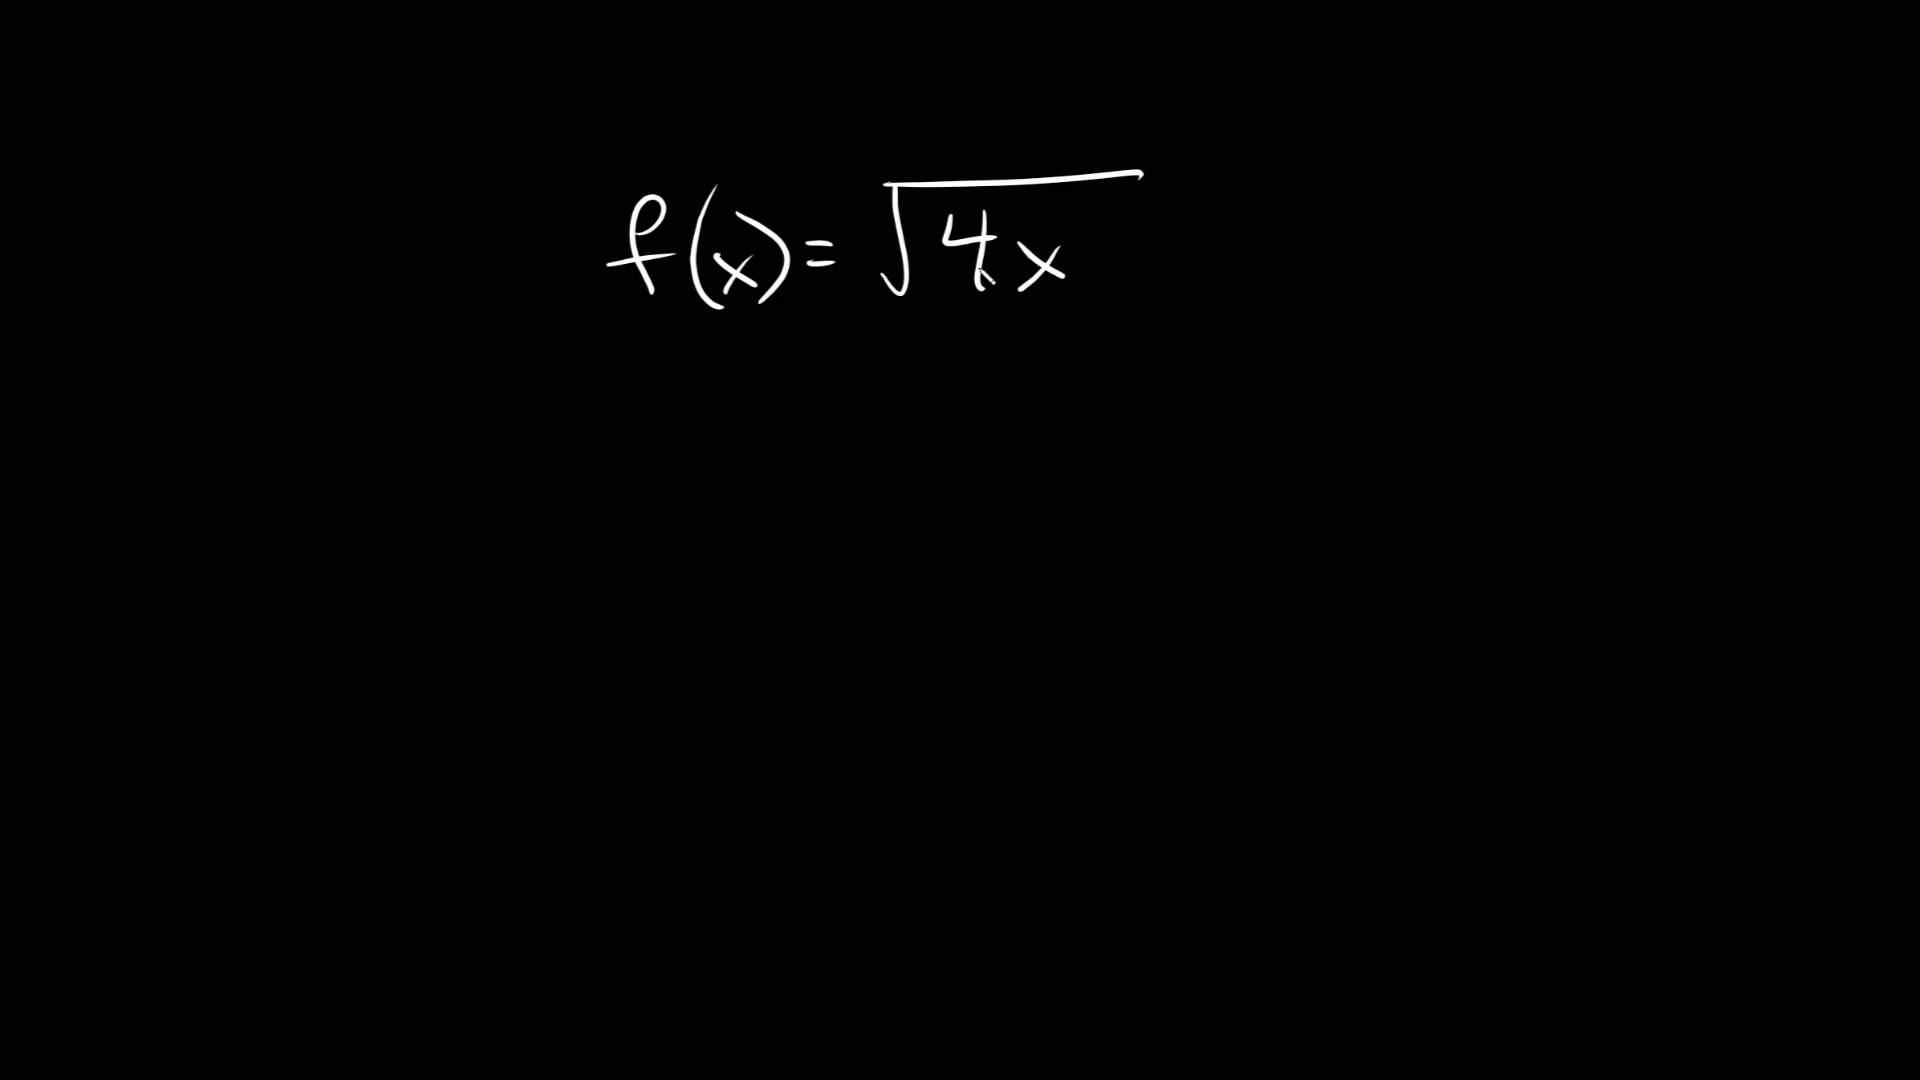 f(x) = √4x